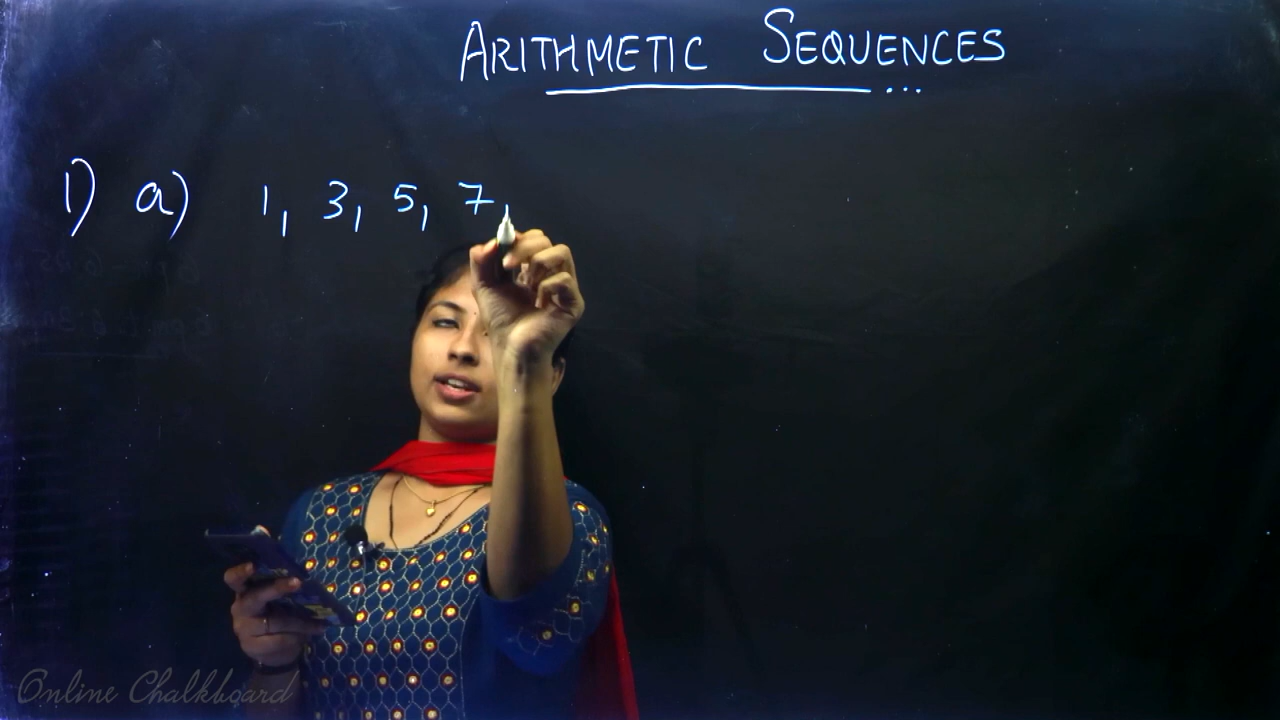 ARITHMETIC SEQUENCES ...
1) a) 1, 3, 5, 7,
Online Chalkboard